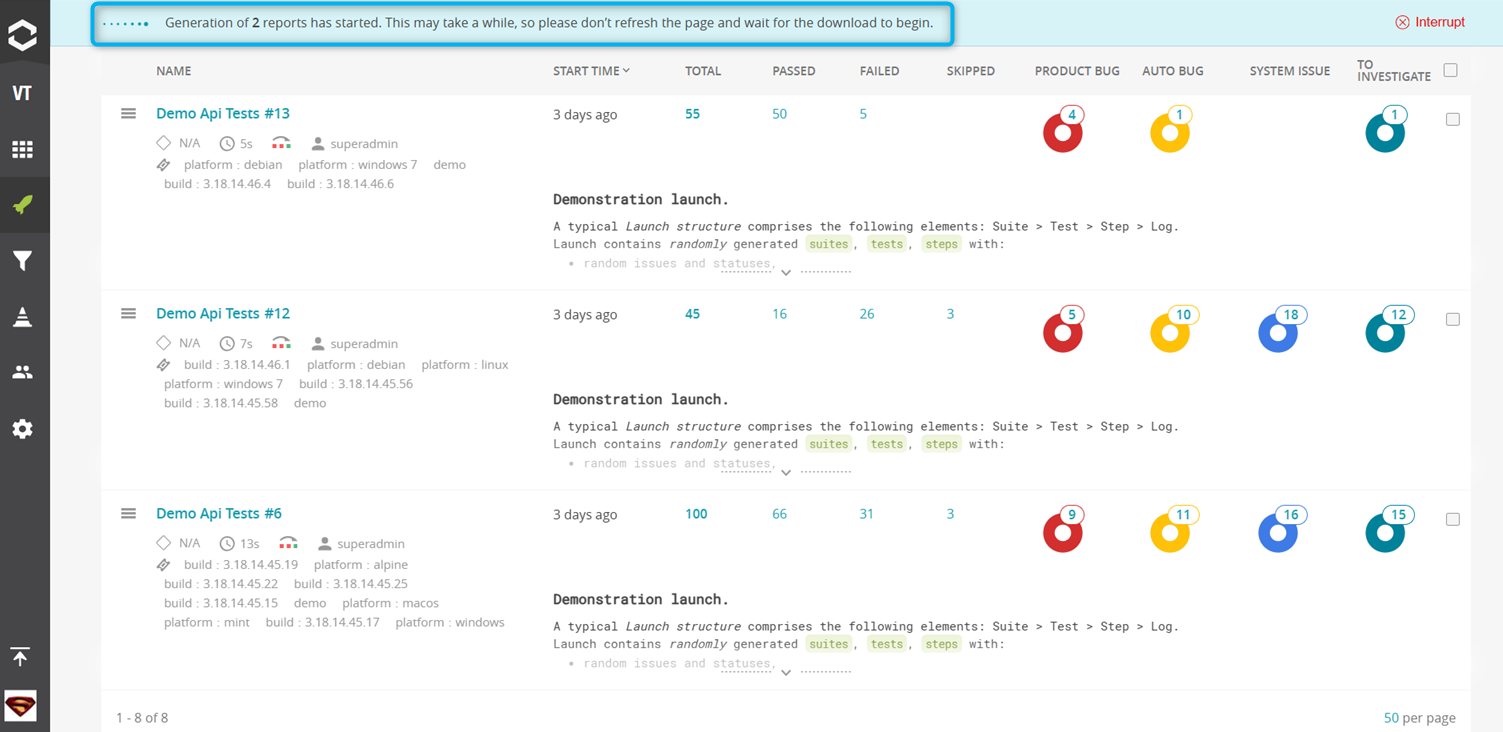 Generation of 2 reports has started. This may take a while, so please don’t refresh the page and wait for the download to begin.
Interrupt
VT
NAME START TIME TOTAL PASSED FAILED SKIPPED PRODUCT BUG AUTO BUG SYSTEM ISSUE TO INVESTIGATE
Demo Api Tests #13 3 days ago 55 50 5 4 1 1
N/A 5s superadmin
platform : debian platform : windows 7 demo
build : 3.18.14.46.4 build : 3.18.14.46.6
Demonstration launch.
A typical Launch structure comprises the following elements: Suite > Test > Step > Log.
Launch contains randomly generated suites, tests, steps with:
• random issues and statuses,
Demo Api Tests #12 3 days ago 45 16 26 3 5 10 18 12
N/A 7s superadmin
build : 3.18.14.46.1 platform : debian platform : linux
platform : windows 7 build : 3.18.14.45.56
build : 3.18.14.45.58 demo
Demonstration launch.
A typical Launch structure comprises the following elements: Suite > Test > Step > Log.
Launch contains randomly generated suites, tests, steps with:
• random issues and statuses,
Demo Api Tests #6 3 days ago 100 66 31 3 9 11 16 15
N/A 13s superadmin
build : 3.18.14.45.19 platform : alpine
build : 3.18.14.45.22 build : 3.18.14.45.25
build : 3.18.14.45.15 demo platform : macos
platform : mint build : 3.18.14.45.17 platform : windows
Demonstration launch.
A typical Launch structure comprises the following elements: Suite > Test > Step > Log.
Launch contains randomly generated suites, tests, steps with:
• random issues and statuses,
1 - 8 of 8 50 per page